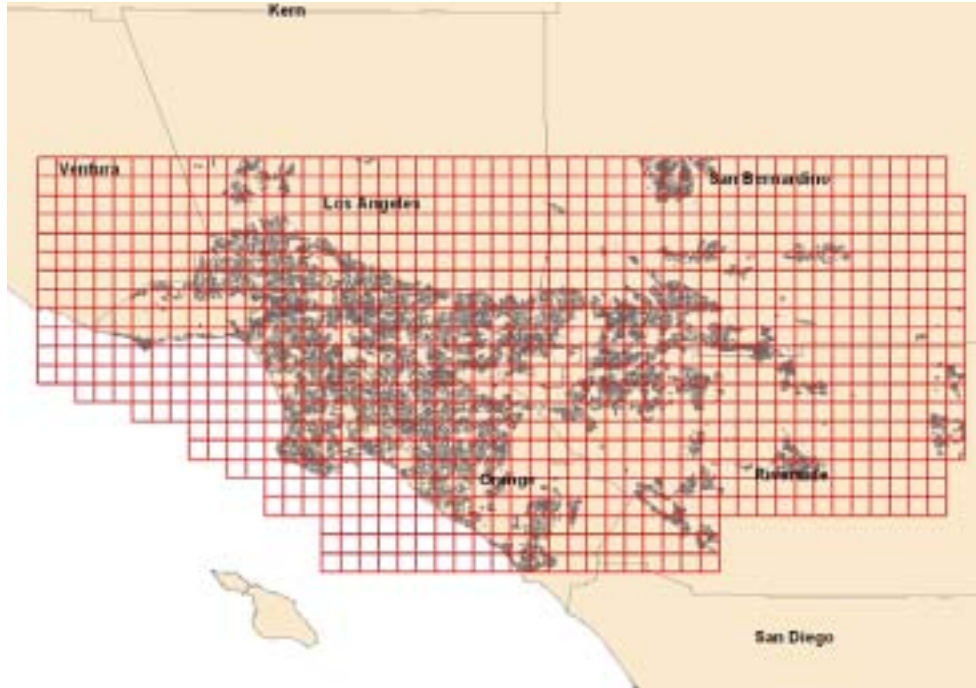 Kern
Ventura
San Bernardino
Los Angeles
Orange
Riverside
San Diego